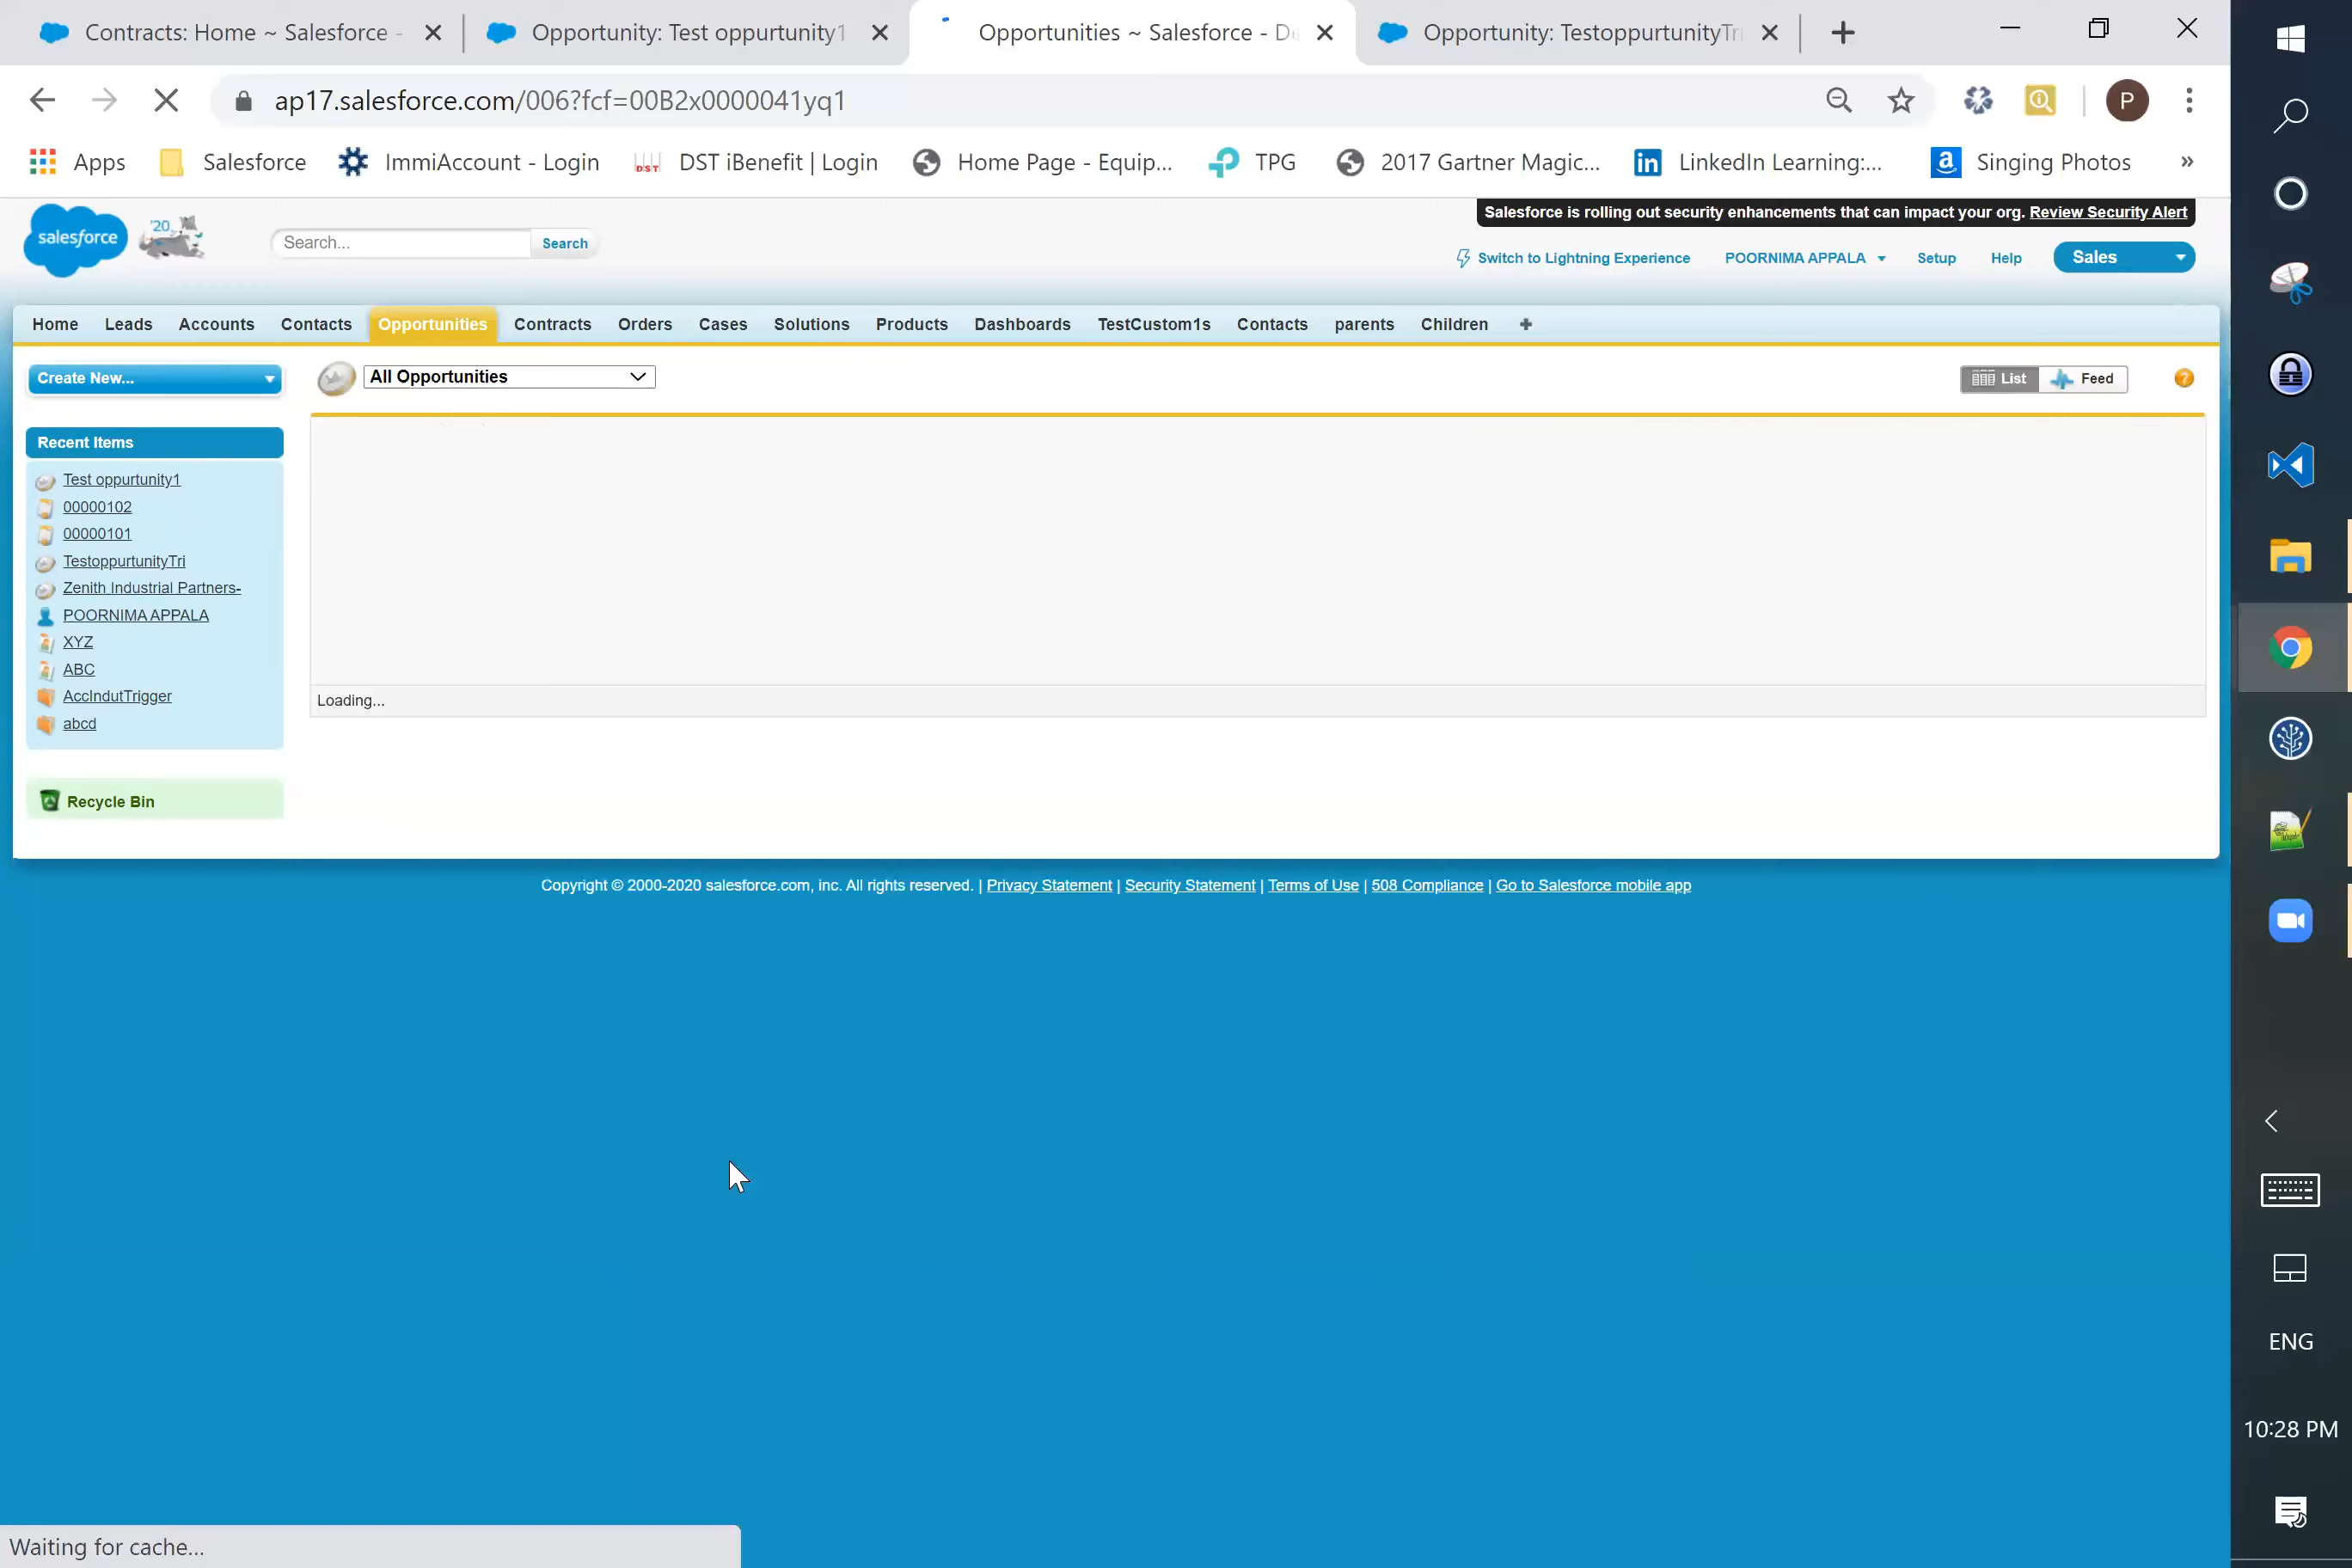 Contracts: Home ~ Salesforce -
Opportunity: Test oppurtunity1
Opportunities ~ Salesforce - De
Opportunity: TestoppurtunityTri
ap17.salesforce.com/006?fcf=00B2x0000041yq1
P
Apps
Salesforce
ImmiAccount - Login
DST
DST iBenefit | Login
Home Page - Equip...
TPG
2017 Gartner Magic...
LinkedIn Learning:...
Singing Photos
»
salesforce
'20
Search...
Search
Salesforce is rolling out security enhancements that can impact your org. Review Security Alert
Switch to Lightning Experience
POORNIMA APPALA
Setup
Help
Sales
Home
Leads
Accounts
Contacts
Opportunities
Contracts
Orders
Cases
Solutions
Products
Dashboards
TestCustom1s
Contacts
parents
Children
+
Create New...
All Opportunities
List
Feed
?
Recent Items
Test oppurtunity1
00000102
00000101
TestoppurtunityTri
Zenith Industrial Partners-
POORNIMA APPALA
XYZ
ABC
AccIndutTrigger
abcd
Loading...
Recycle Bin
Copyright © 2000-2020 salesforce.com, inc. All rights reserved. | Privacy Statement | Security Statement | Terms of Use | 508 Compliance | Go to Salesforce mobile app
ENG
10:28 PM
Waiting for cache...